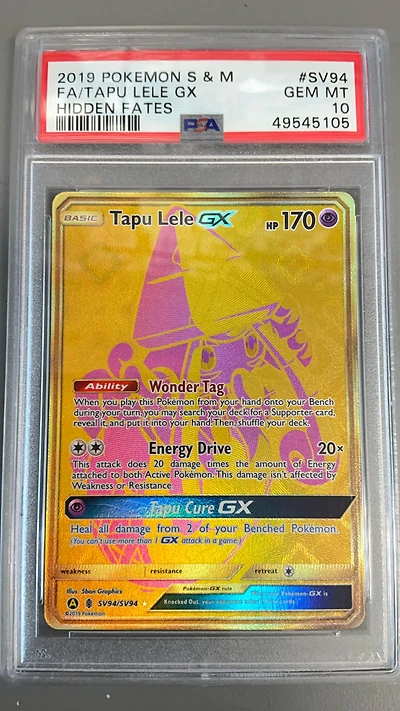 2019 POKEMON S & M #SV94
FA/TAPU LELE GX GEM MT
HIDDEN FATES 10
PSA 49545105
BASIC Tapu Lele GX HP 170
Ability Wonder Tag
When you play this Pokémon from your hand onto your Bench
during your turn, you may search your deck for a Supporter card,
reveal it, and put it into your hand. Then, shuffle your deck.
Energy Drive 20×
This attack does 20 damage times the amount of Energy
attached to both Active Pokémon. This damage isn't affected by
Weakness or Resistance.
Tapu Cure GX
Heal all damage from 2 of your Benched Pokémon.
(You can't use more than 1 GX attack in a game.)
weakness resistance retreat
Illus. 5ban Graphics Pokémon-GX rule When your Pokémon-GX is
Knocked Out, your cards.
SV94/SV94
©2019 Pokémon